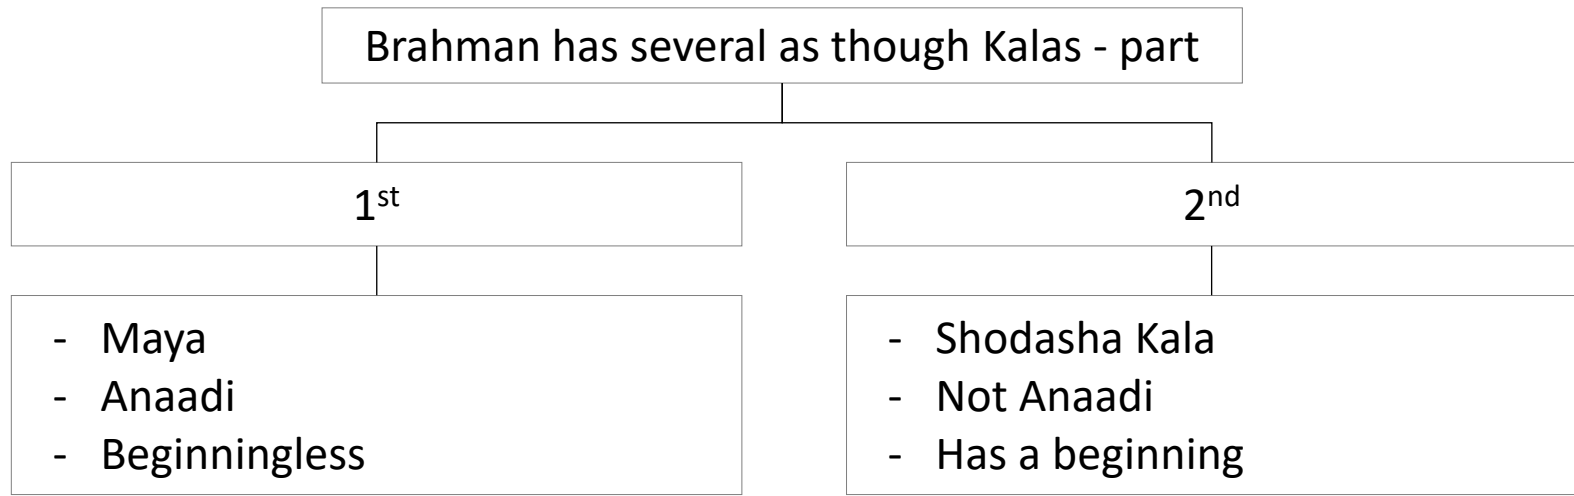 Brahman has several as though Kalas - part
1st
2nd
- Maya
- Anaadi
- Beginningless
- Shodasha Kala
- Not Anaadi
- Has a beginning